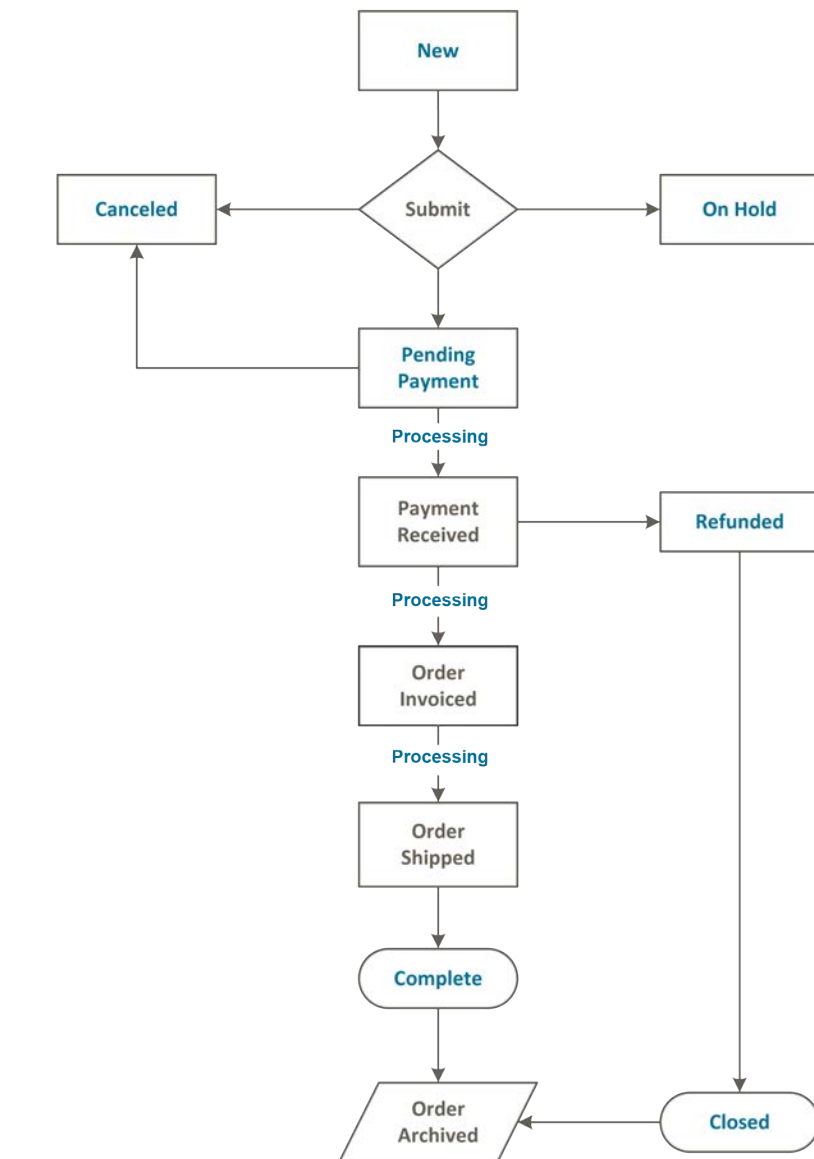 New
Canceled
Submit
On Hold
Pending
Payment
Processing
Payment
Received
Refunded
Processing
Order
Invoiced
Processing
Order
Shipped
Complete
Order
Archived
Closed